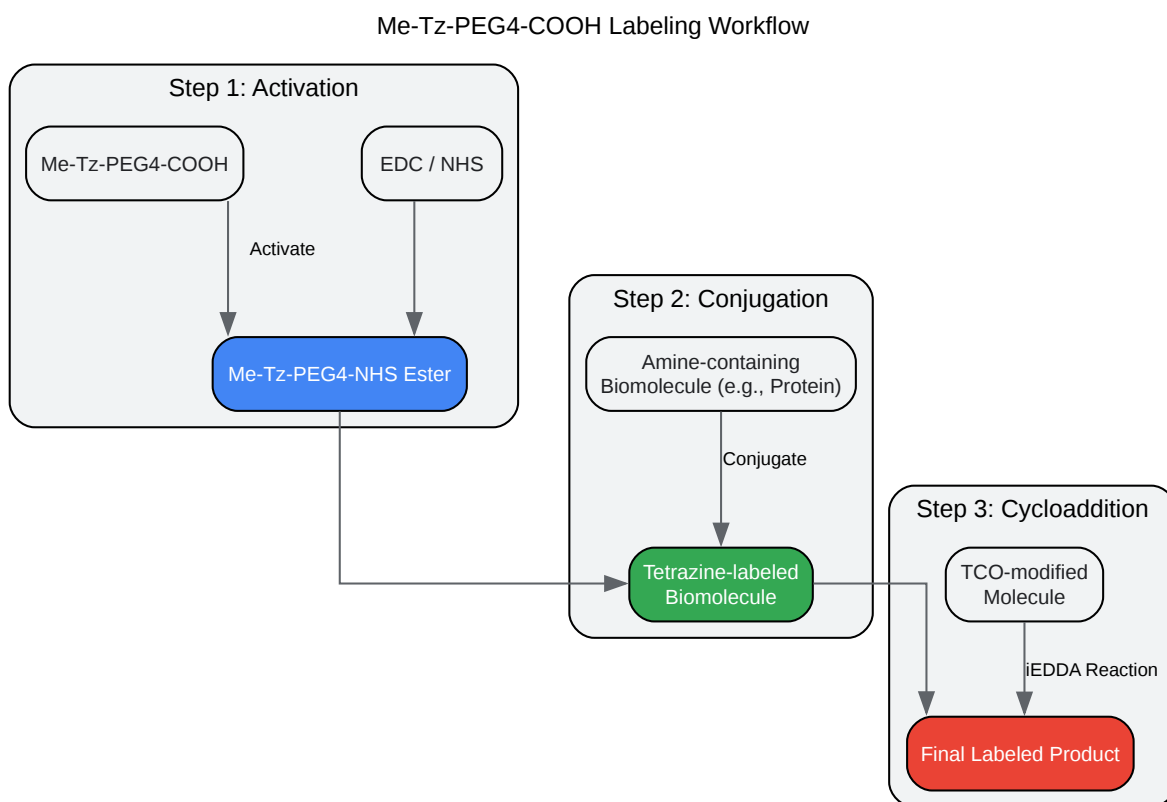 Me-Tz-PEG4-COOH Labeling Workflow
Step 1: Activation
Me-Tz-PEG4-COOH
EDC / NHS
Activate
Me-Tz-PEG4-NHS Ester
Step 2: Conjugation
Amine-containing
Biomolecule (e.g., Protein)
Conjugate
Tetrazine-labeled
Biomolecule
Step 3: Cycloaddition
TCO-modified
Molecule
iEDDA Reaction
Final Labeled Product